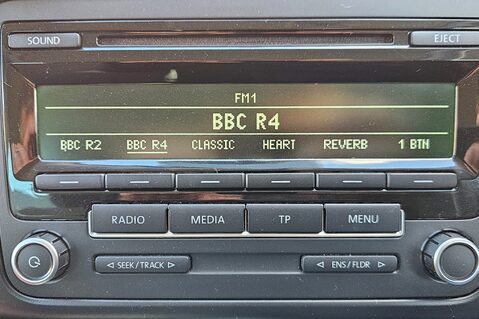 SOUND
EJECT
FM1
BBC R4
BBC R2 BBC R4 CLASSIC HEART REVERB 1 BTN
RADIO MEDIA TP MENU
SEEK / TRACK
ENS / FLDR